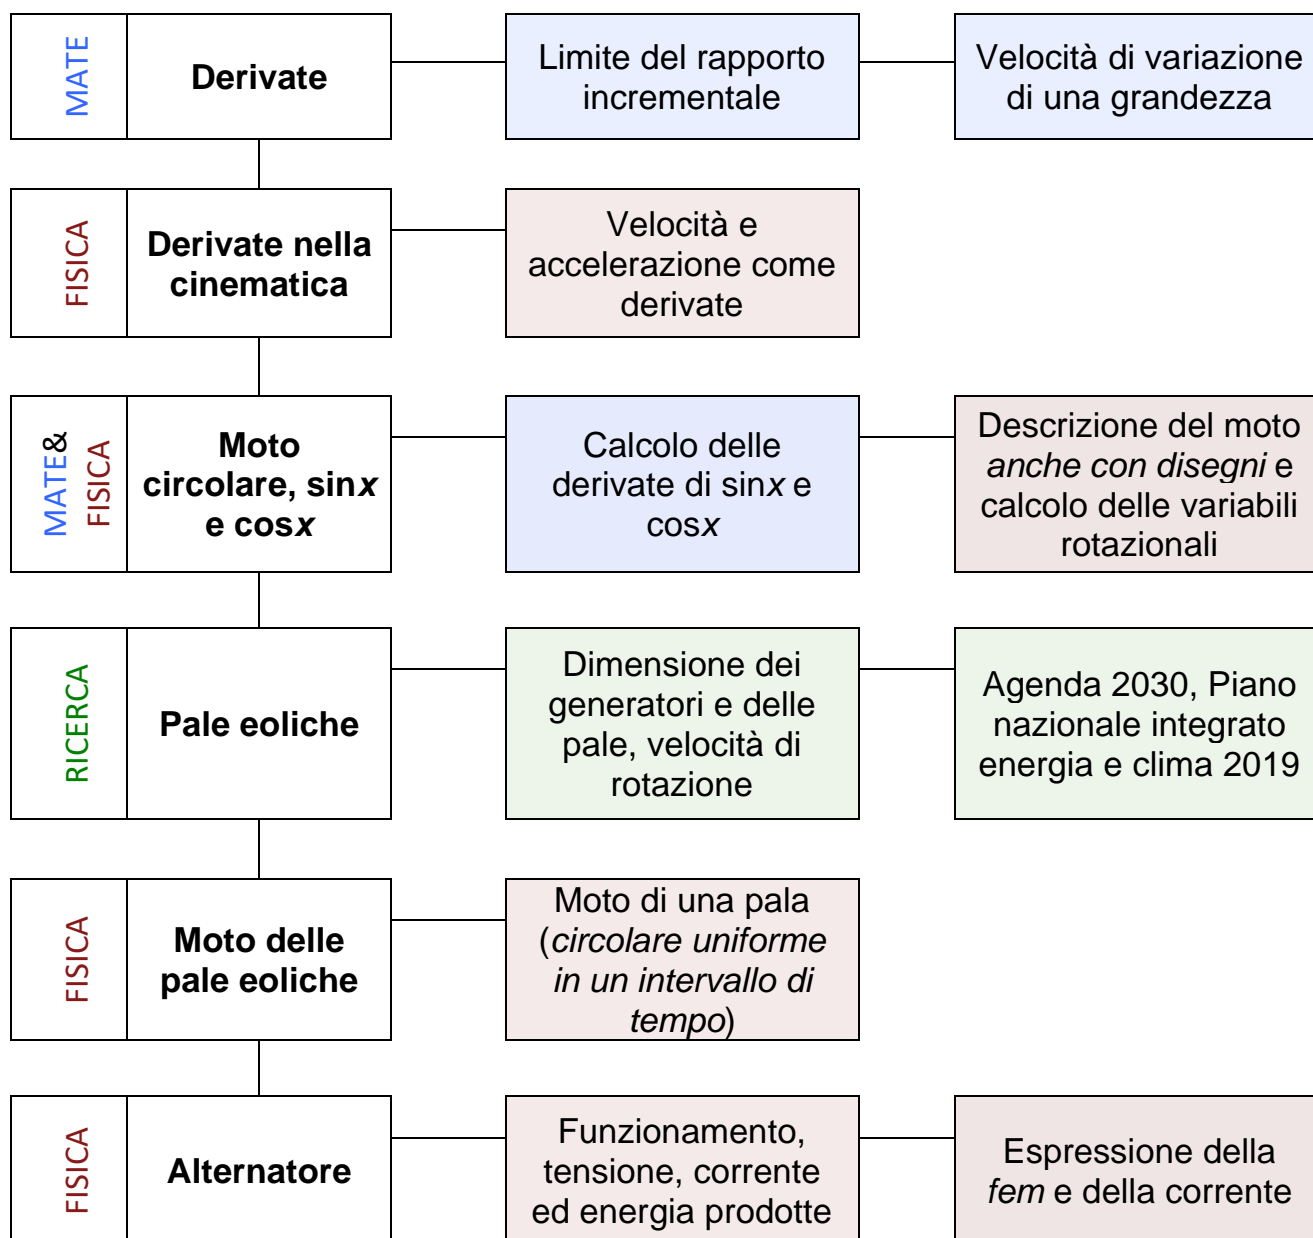 MATE
Derivate
Limite del rapporto
incrementale
Velocità di variazione
di una grandezza
FISICA
Derivate nella
cinematica
Velocità e
accelerazione come
derivate
MATE&
FISICA
Moto
circolare, sinx
e cosx
Calcolo delle
derivate di sinx e
cosx
Descrizione del moto
anche con disegni e
calcolo delle variabili
rotazionali
RICERCA
Pale eoliche
Dimensione dei
generatori e delle
pale, velocità di
rotazione
Agenda 2030, Piano
nazionale integrato
energia e clima 2019
FISICA
Moto delle
pale eoliche
Moto di una pala
(circolare uniforme
in un intervallo di
tempo)
FISICA
Alternatore
Funzionamento,
tensione, corrente
ed energia prodotte
Espressione della
fem e della corrente